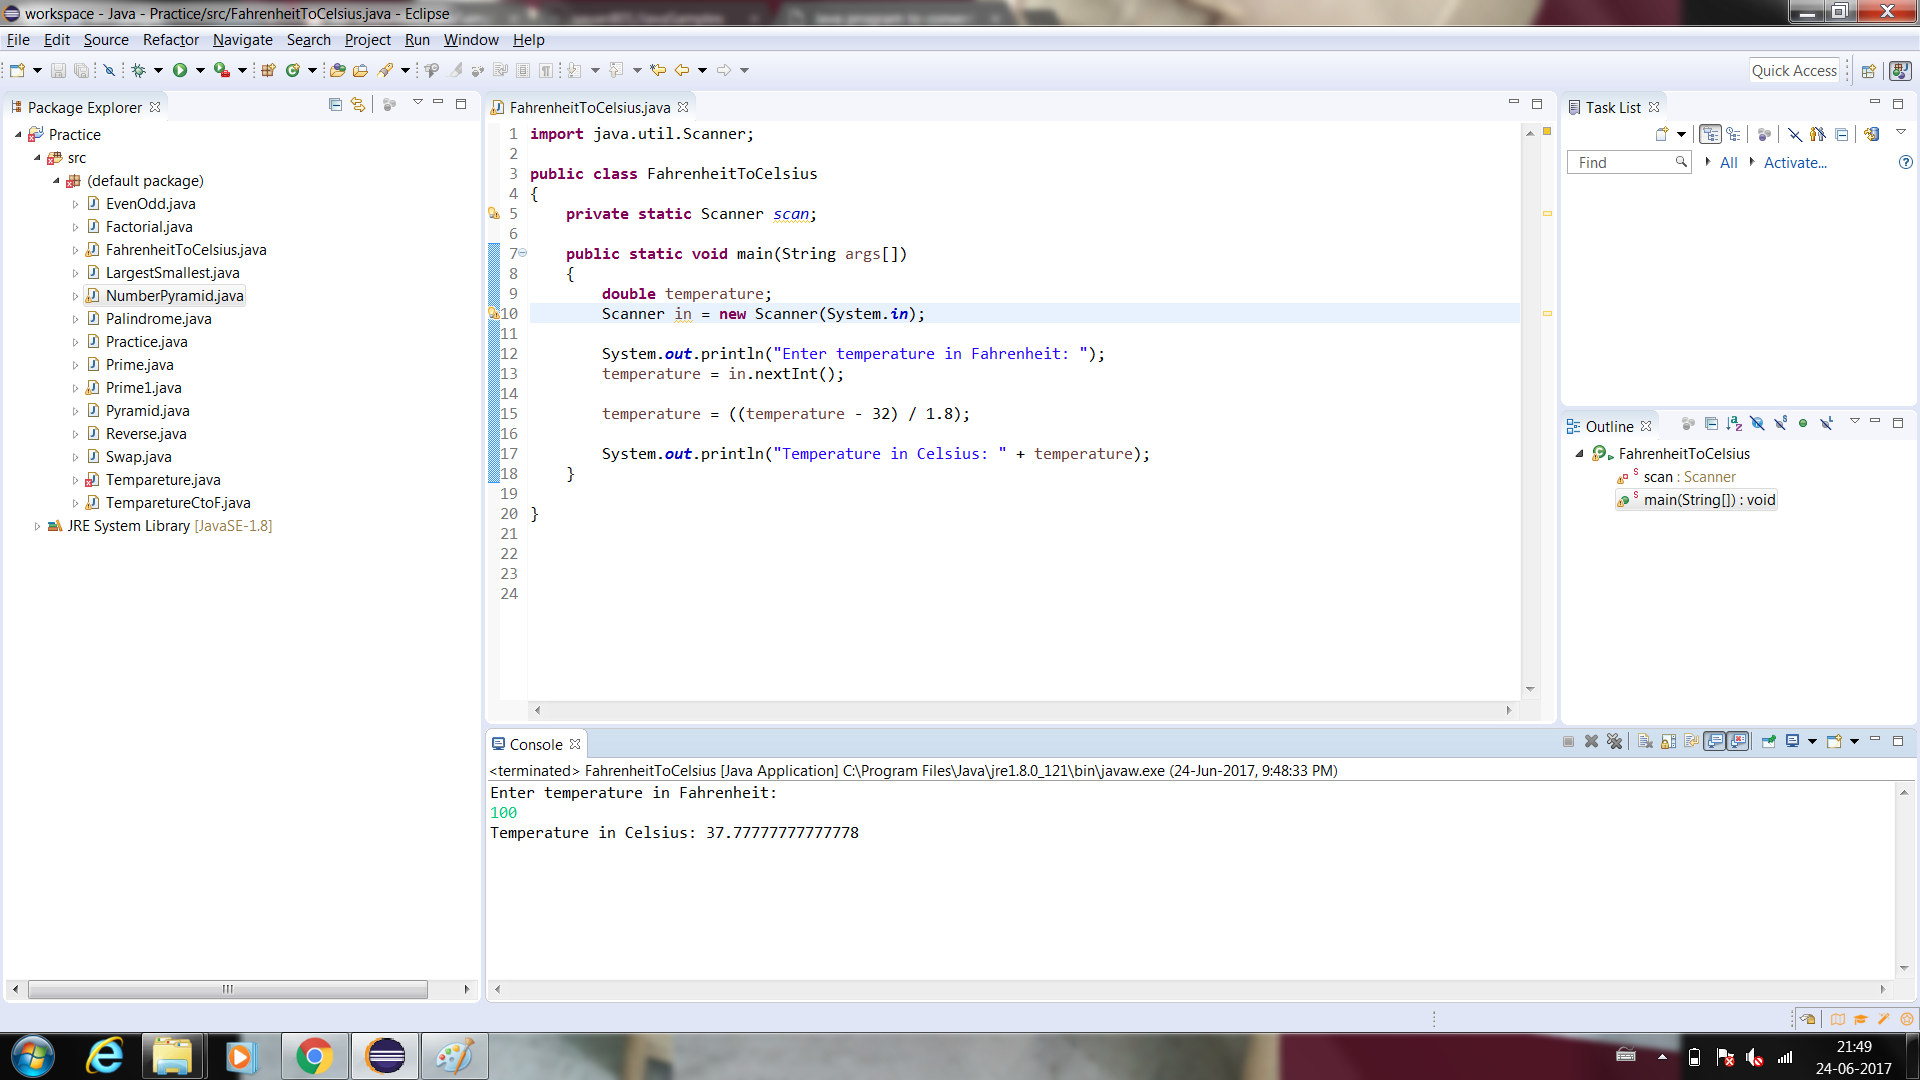 workspace - Java - Practice/src/FahrenheitToCelsius.java - Eclipse
File Edit Source Refactor Navigate Search Project Run Window Help
Quick Access
Package Explorer
Practice
src
(default package)
EvenOdd.java
Factorial.java
FahrenheitToCelsius.java
LargestSmallest.java
NumberPyramid.java
Palindrome.java
Practice.java
Prime.java
Prime1.java
Pyramid.java
Reverse.java
Swap.java
Tempareture.java
TemparetureCtoF.java
JRE System Library [JavaSE-1.8]
FahrenheitToCelsius.java
1 import java.util.Scanner;
2
3 public class FahrenheitToCelsius
4 {
5 private static Scanner scan;
6
7 public static void main(String args[])
8 {
9 double temperature;
10 Scanner in = new Scanner(System.in);
11
12 System.out.println("Enter temperature in Fahrenheit: ");
13 temperature = in.nextInt();
14
15 temperature = ((temperature - 32) / 1.8);
16
17 System.out.println("Temperature in Celsius: " + temperature);
18 }
19
20 }
21
22
23
24
Task List
Find All Activate...
Outline
FahrenheitToCelsius
scan : Scanner
main(String[]) : void
Console
<terminated> FahrenheitToCelsius [Java Application] C:\Program Files\Java\jre1.8.0_121\bin\javaw.exe (24-Jun-2017, 9:48:33 PM)
Enter temperature in Fahrenheit:
100
Temperature in Celsius: 37.77777777777778
21:49
24-06-2017